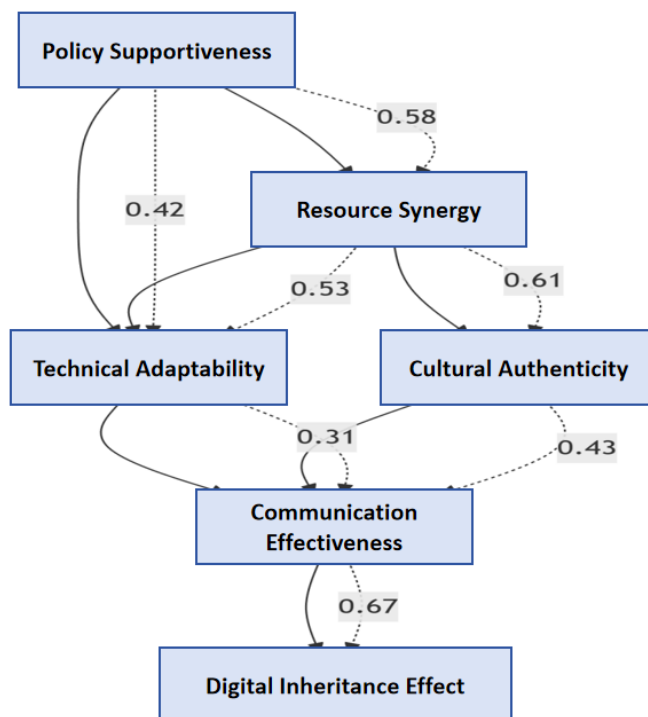 Policy Supportiveness
0.58
Resource Synergy
0.42
0.53
0.61
Technical Adaptability
Cultural Authenticity
0.31
0.43
Communication
Effectiveness
0.67
Digital Inheritance Effect